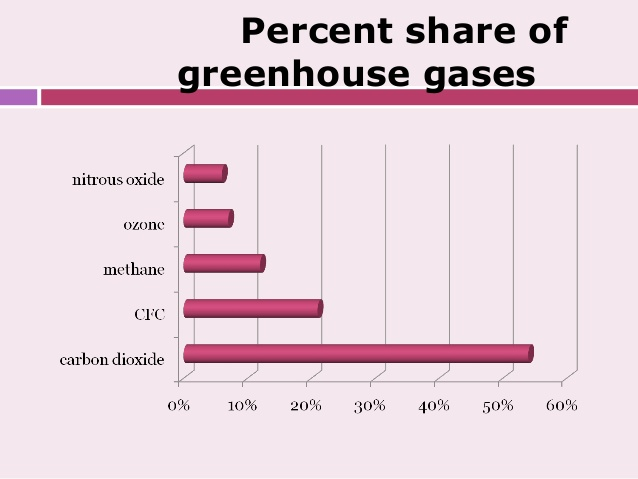 Percent share of
greenhouse gases
nitrous oxide
ozone
methane
CFC
carbon dioxide
0% 10% 20% 30% 40% 50% 60%